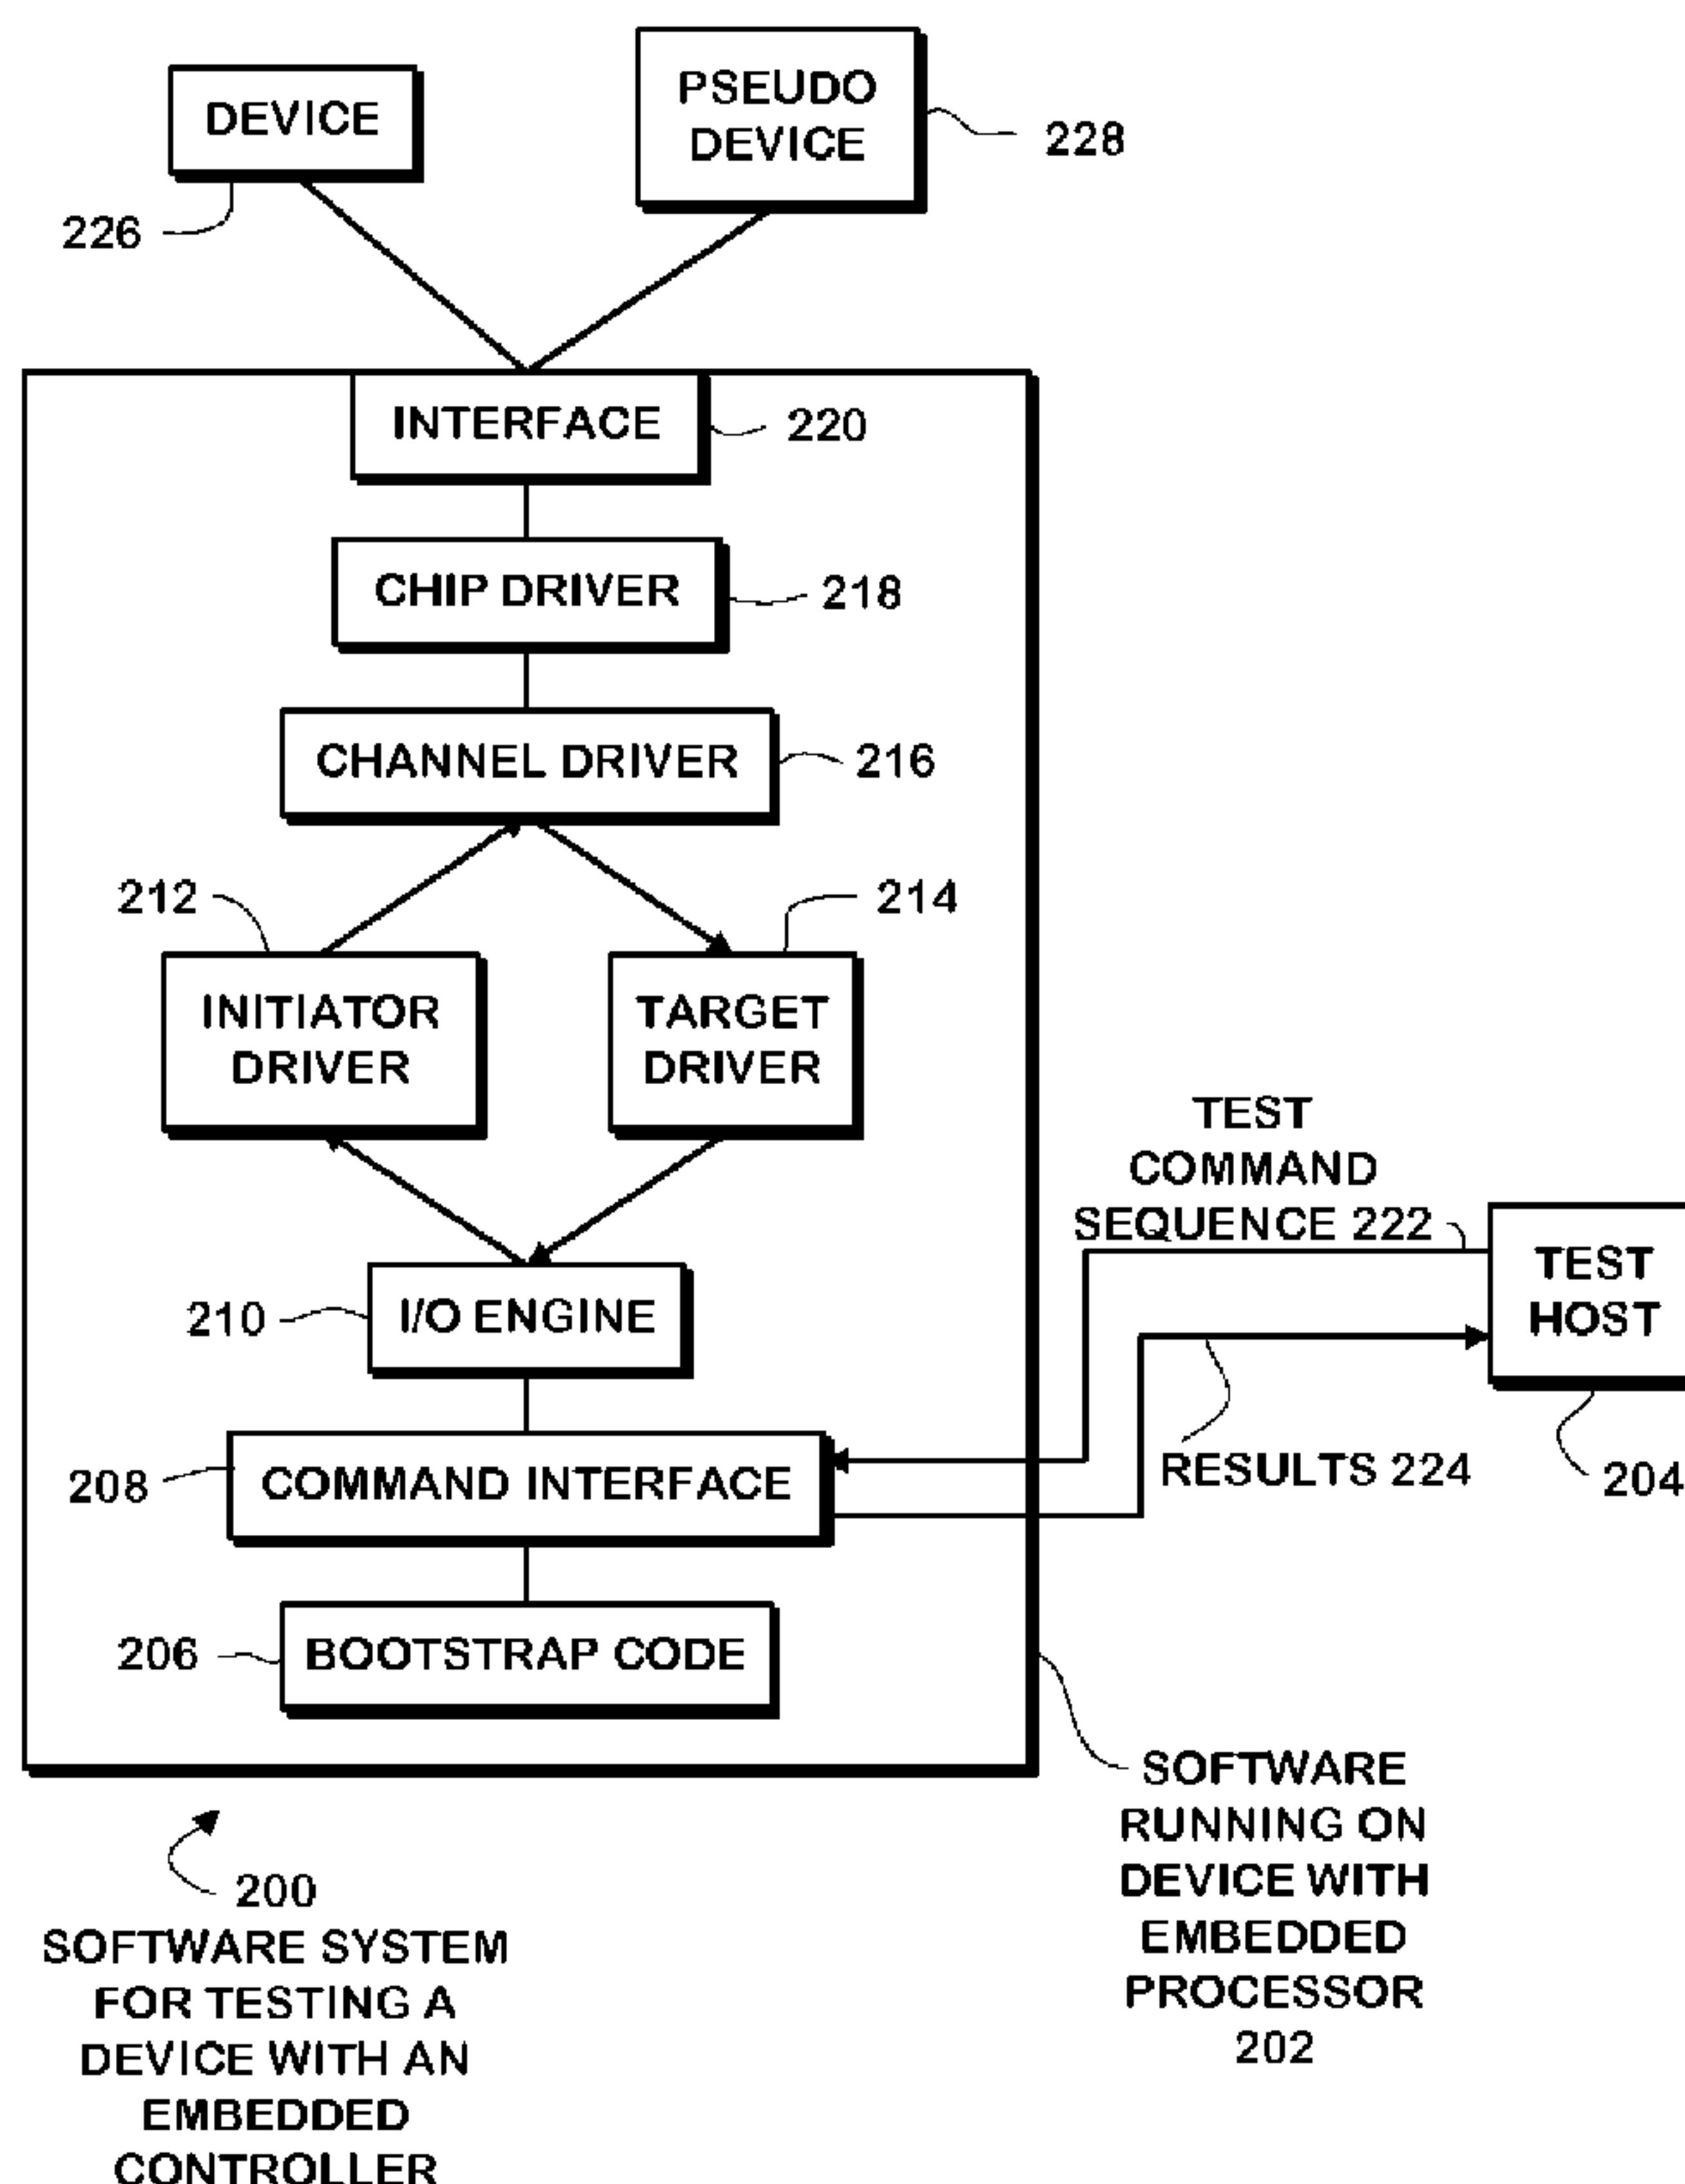 DEVICE
226
PSEUDO
DEVICE
228
INTERFACE
220
CHIP DRIVER
218
CHANNEL DRIVER
216
212
214
INITIATOR
DRIVER
TARGET
DRIVER
TEST
COMMAND
SEQUENCE 222
TEST
HOST
210
I/O ENGINE
208
COMMAND INTERFACE
RESULTS 224
204
206
BOOTSTRAP CODE
SOFTWARE
RUNNING ON
DEVICE WITH
EMBEDDED
PROCESSOR
202
200
SOFTWARE SYSTEM
FOR TESTING A
DEVICE WITH AN
EMBEDDED
CONTROLLER